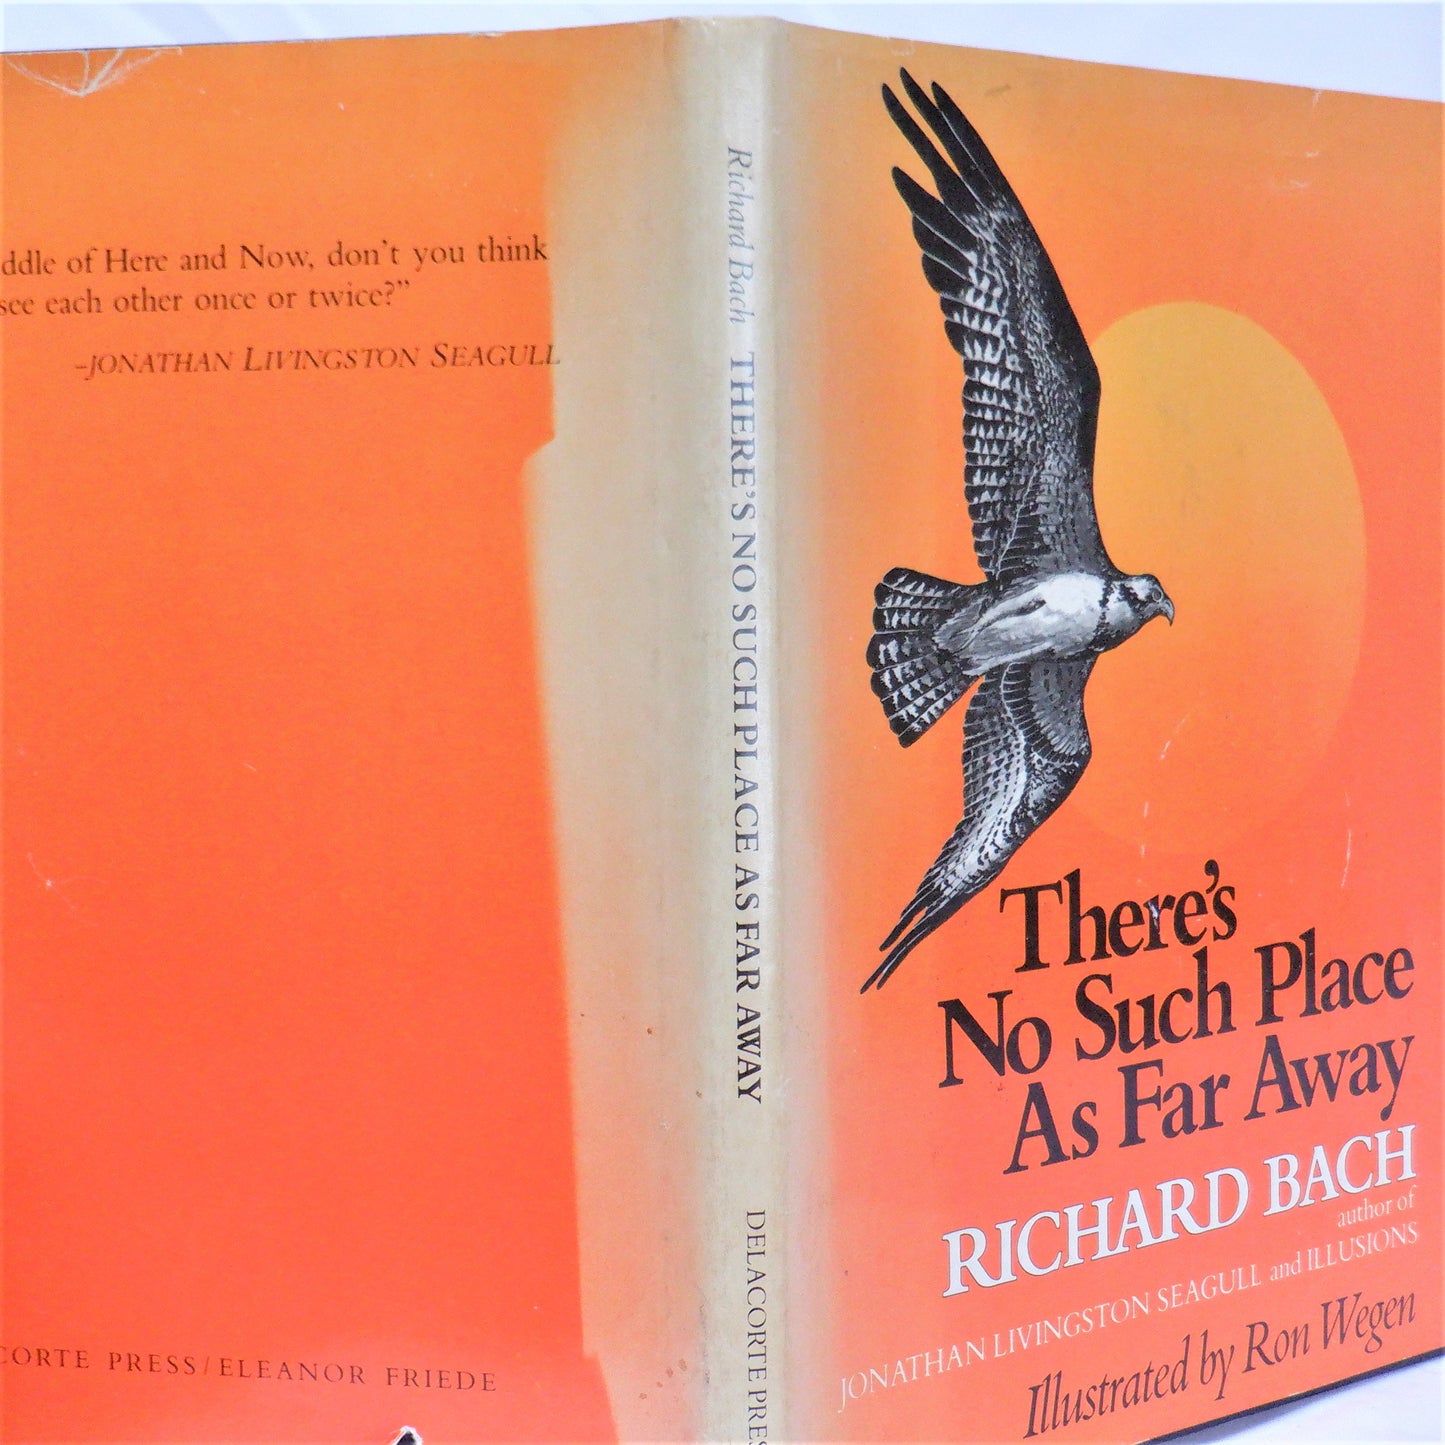 ddle of Here and Now, don't you think
see each other once or twice?"
-JONATHAN LIVINGSTON SEAGULL
CORTE PRESS/ELEANOR FRIEDE
Richard Bach THERE'S NO SUCH PLACE AS FAR AWAY DELACORTE PRES
There's
No Such Place
As Far Away
RICHARD BACH
author of
JONATHAN LIVINGSTON SEAGULL and ILLUSIONS
Illustrated by Ron Wegen